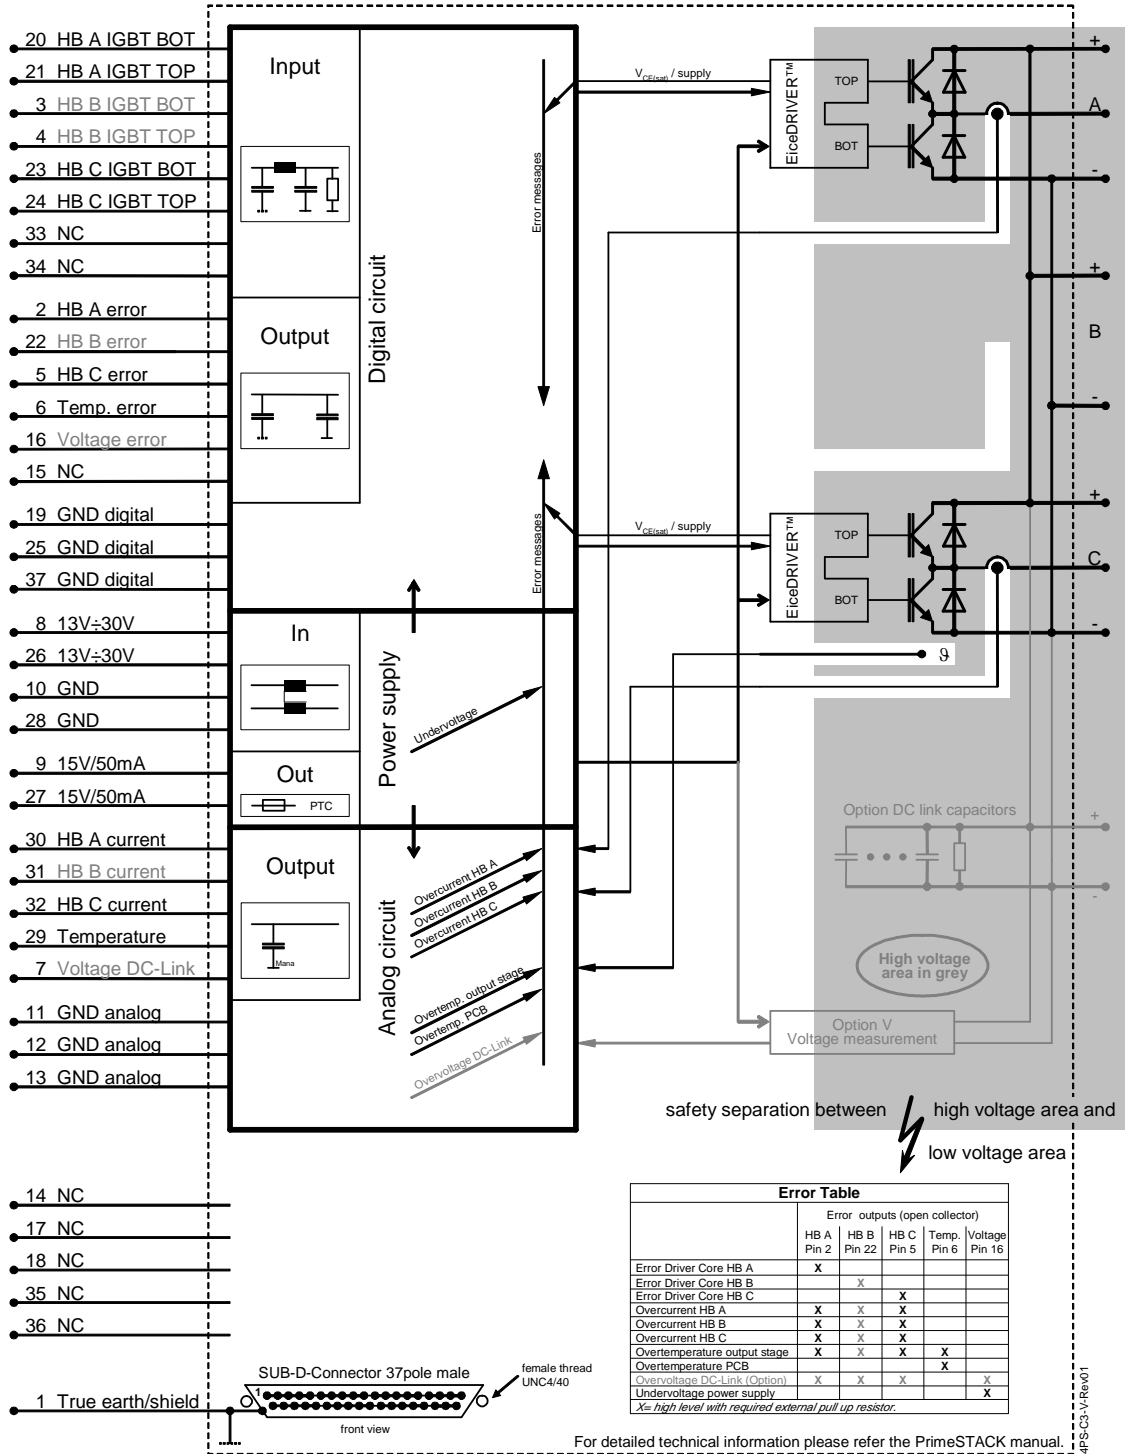 20 HB A IGBT BOT
21 HB A IGBT TOP
3 HB B IGBT BOT
4 HB B IGBT TOP
23 HB C IGBT BOT
24 HB C IGBT TOP
33 NC
34 NC
2 HB A error
22 HB B error
5 HB C error
6 Temp. error
16 Voltage error
15 NC
19 GND digital
25 GND digital
37 GND digital
8 13V÷30V
26 13V÷30V
10 GND
28 GND
9 15V/50mA
27 15V/50mA
30 HB A current
31 HB B current
32 HB C current
29 Temperature
7 Voltage DC-Link
11 GND analog
12 GND analog
13 GND analog
14 NC
17 NC
18 NC
35 NC
36 NC
1 True earth/shield
Input
Output
Digital circuit
Error messages
Error messages
In
Power supply
Undervoltage
Out
PTC
Output
Mana
Analog circuit
Overcurrent HB A
Overcurrent HB B
Overcurrent HB C
Overtemp. output stage
Overtemp. PCB
Overvoltage DC-Link
VCE(sat) / supply
EiceDRIVER™
TOP
BOT
+
A
-
+
B
-
VCE(sat) / supply
EiceDRIVER™
TOP
BOT
+
C
-
ϑ
Option DC link capacitors
+
-
High voltage
area in grey
Option V
Voltage measurement
safety separation between high voltage area and
low voltage area
Error Table
Error outputs (open collector)
HB A HB B HB C Temp. Voltage
Pin 2 Pin 22 Pin 5 Pin 6 Pin 16
Error Driver Core HB A X
Error Driver Core HB B X
Error Driver Core HB C X
Overcurrent HB A X X X
Overcurrent HB B X X X
Overcurrent HB C X X X
Overtemperature output stage X X X X
Overtemperature PCB X
Overvoltage DC-Link (Option) X X X X
Undervoltage power supply X
X= high level with required external pull up resistor.
SUB-D-Connector 37pole male
1
front view
female thread
UNC4/40
For detailed technical information please refer the PrimeSTACK manual.
4PS-C3-V-Rev01